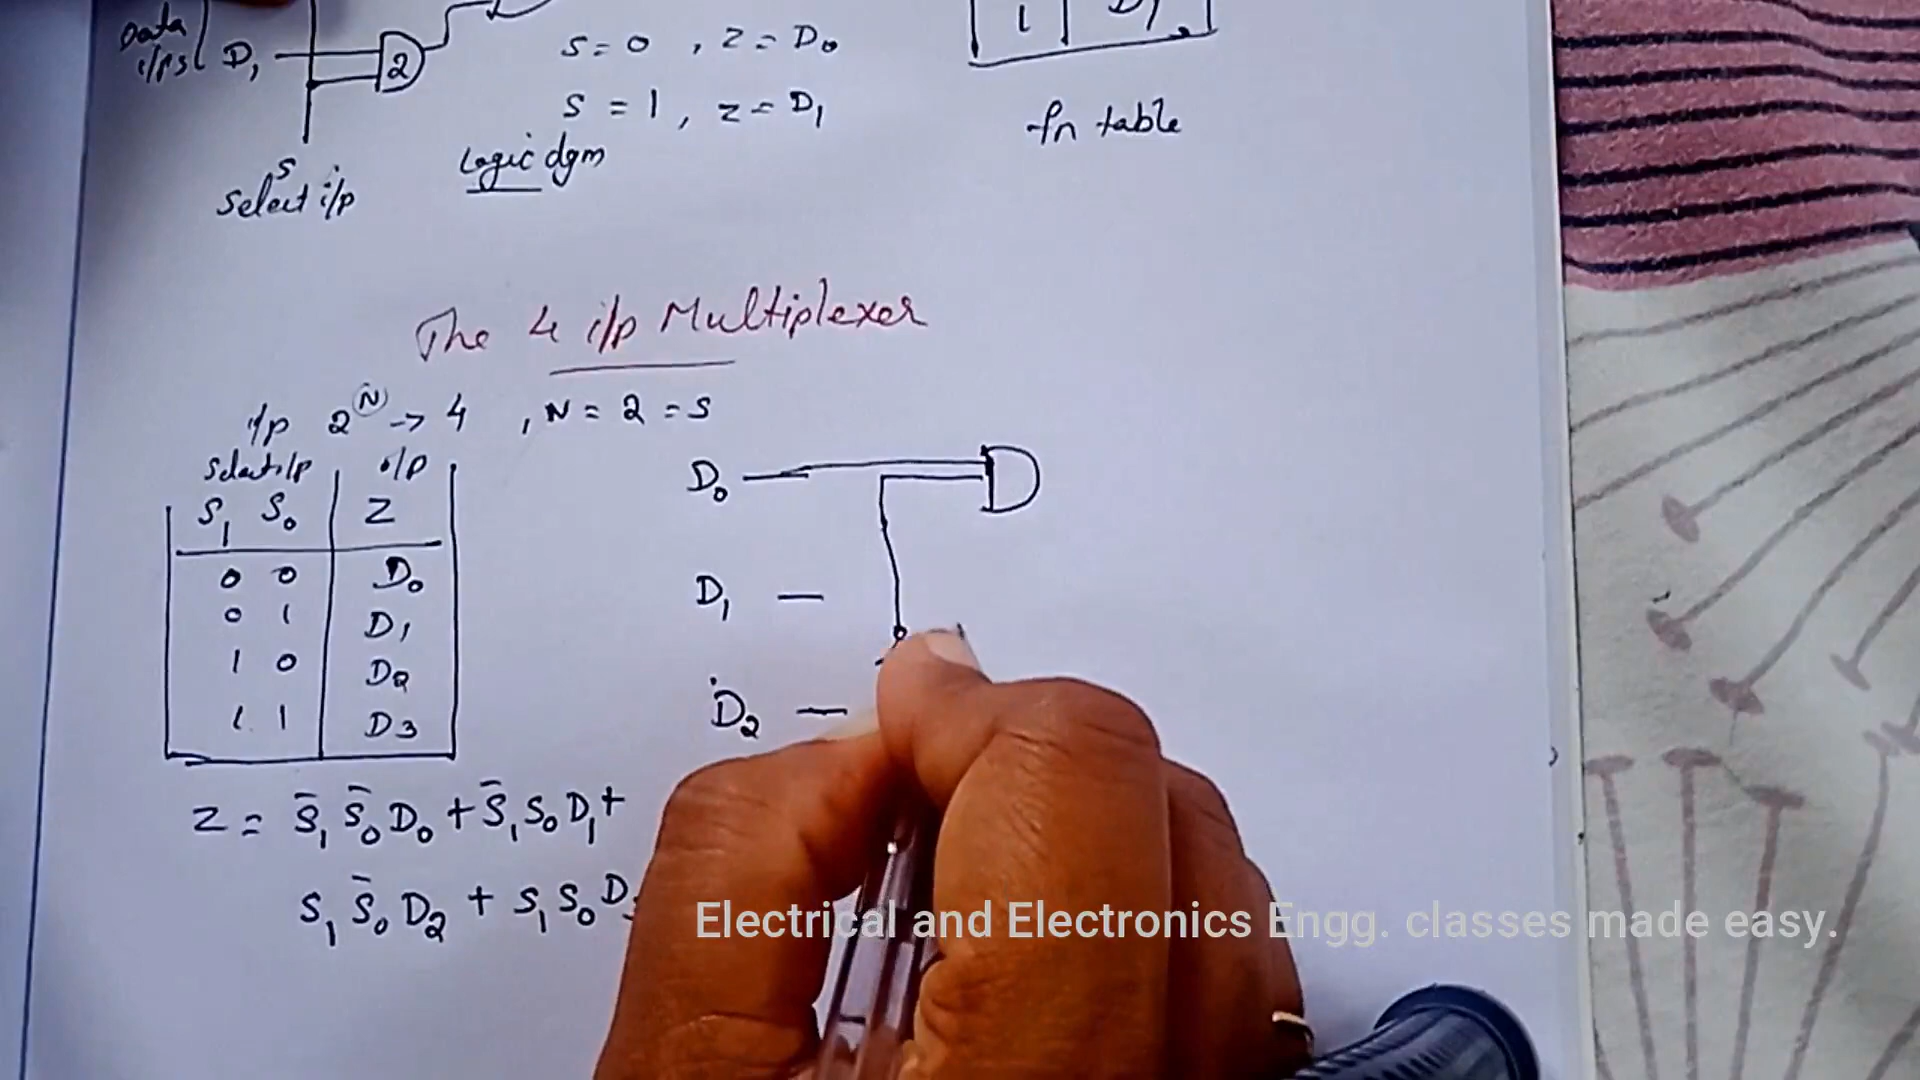 Data
i/ps D₁ 2
S = 0 , Z = D₀
S = 1 , Z = D₁
1 D₁
fn table
S
Select i/p
Logic dgm
The 4 i/p Multiplexer
i/p 2^N → 4 , N = 2 = S
Select i/p o/p
S₁ S₀ Z
0 0 D₀
0 1 D₁
1 0 D₂
1 1 D₃
D₀
D₁
D₂
Z = S̄₁ S̄₀ D₀ + S̄₁ S₀ D₁ +
S₁ S̄₀ D₂ + S₁ S₀ D
Electrical and Electronics Engg. classes made easy.